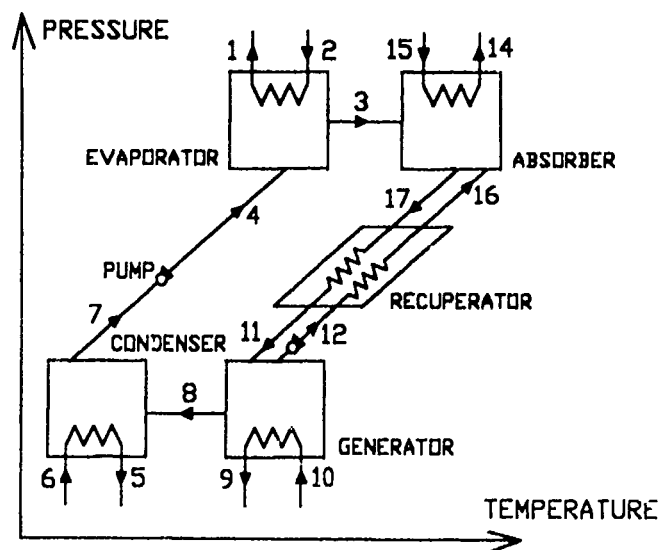 PRESSURE
1 2 15 14
3
EVAPORATOR ABSORBER
4 17 16
PUMP
RECUPERATOR
7 11 12
CONDENSER
8
GENERATOR
6 5 9 10
TEMPERATURE